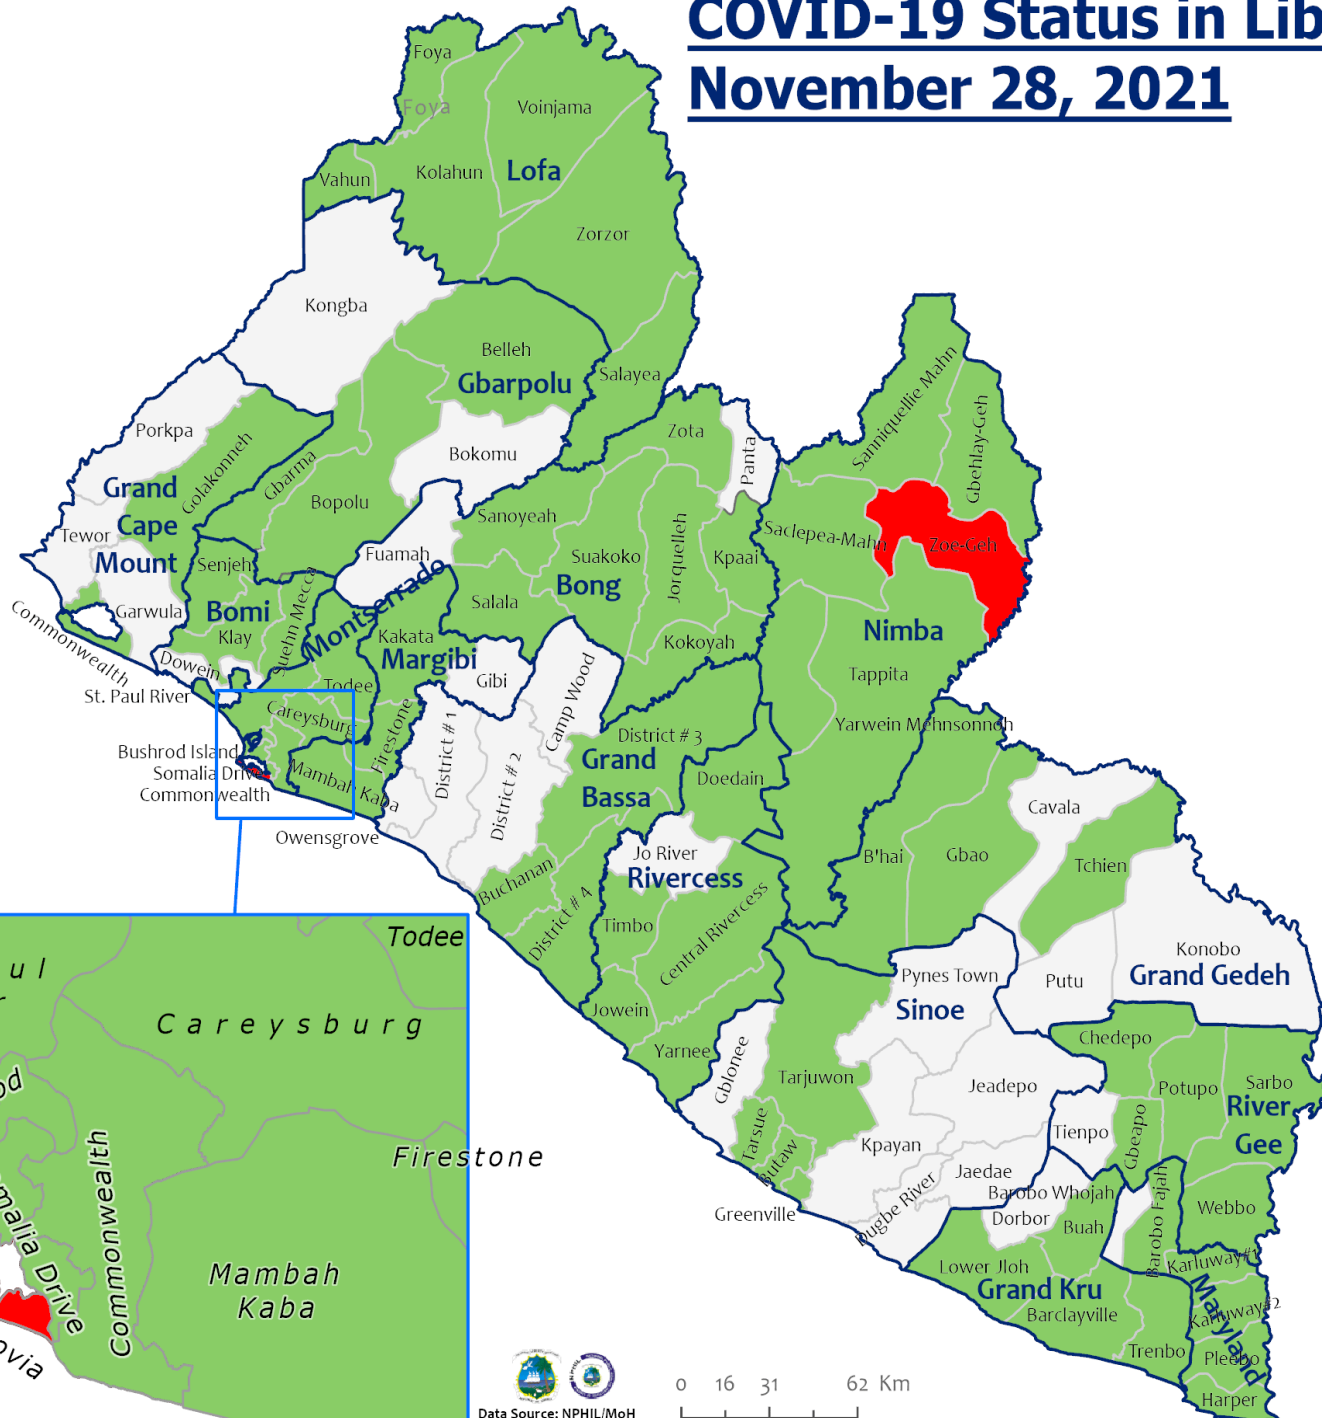 COVID-19 Status in Lib
November 28, 2021
Foya
Foya
Voinjama
Vahun
Kolahun
Lofa
Zorzor
Kongba
Belleh
Gbarpolu
Salayea
Sanniquellie Mahn
Gbehlay-Geh
Porkpa
Golakonneh
Gbarma
Bokomu
Zota
Panta
Grand
Cape
Mount
Bopolu
Sanoyeah
Tewor
Senjeh
Fuamah
Suakoko
Jorquelleh
Kpaai
Saclepea-Mahn
Zoe-Geh
Bong
Garwula
Bomi
Klay
Suehn Mecca
Montserrado
Salala
Kokoyah
Nimba
Kakata
Margibi
Commonwealth
Dowein
Gibi
Camp Wood
Tappita
St. Paul River
Todee
Careysburg
Firestone
District # 1
District # 2
District # 3
Yarwein Mehnsonneh
Bushrod Island
Somalia Drive
Commonwealth
Mambah Kaba
Grand
Bassa
Doedain
Cavala
Owensgrove
Jo River
Rivercess
B'hai
Gbao
Tchien
Buchanan
District # 4
Timbo
Central Rivercess
Konobo
Grand Gedeh
Putu
Pynes Town
Sinoe
Jowein
Yarnee
Gblonee
Tarjuwon
Jeadepo
Chedepo
Potupo
Sarbo
River
Gee
Tarsue
Butaw
Kpayan
Tienpo
Gbeapo
Jaedae
Dugbe River
Barobo Whojah
Barobo Fajah
Webbo
Greenville
Dorbor
Buah
Lower Jloh
Grand Kru
Barclayville
Karluway#1
Karluway#2
Maryland
Trenbo
Pleebo
Harper
Todee
ul
r
Careysburg
od
Firestone
malia Drive
Commonwealth
Mambah
Kaba
ovia
0 16 31 62 Km
Data Source: NPHIL/MoH